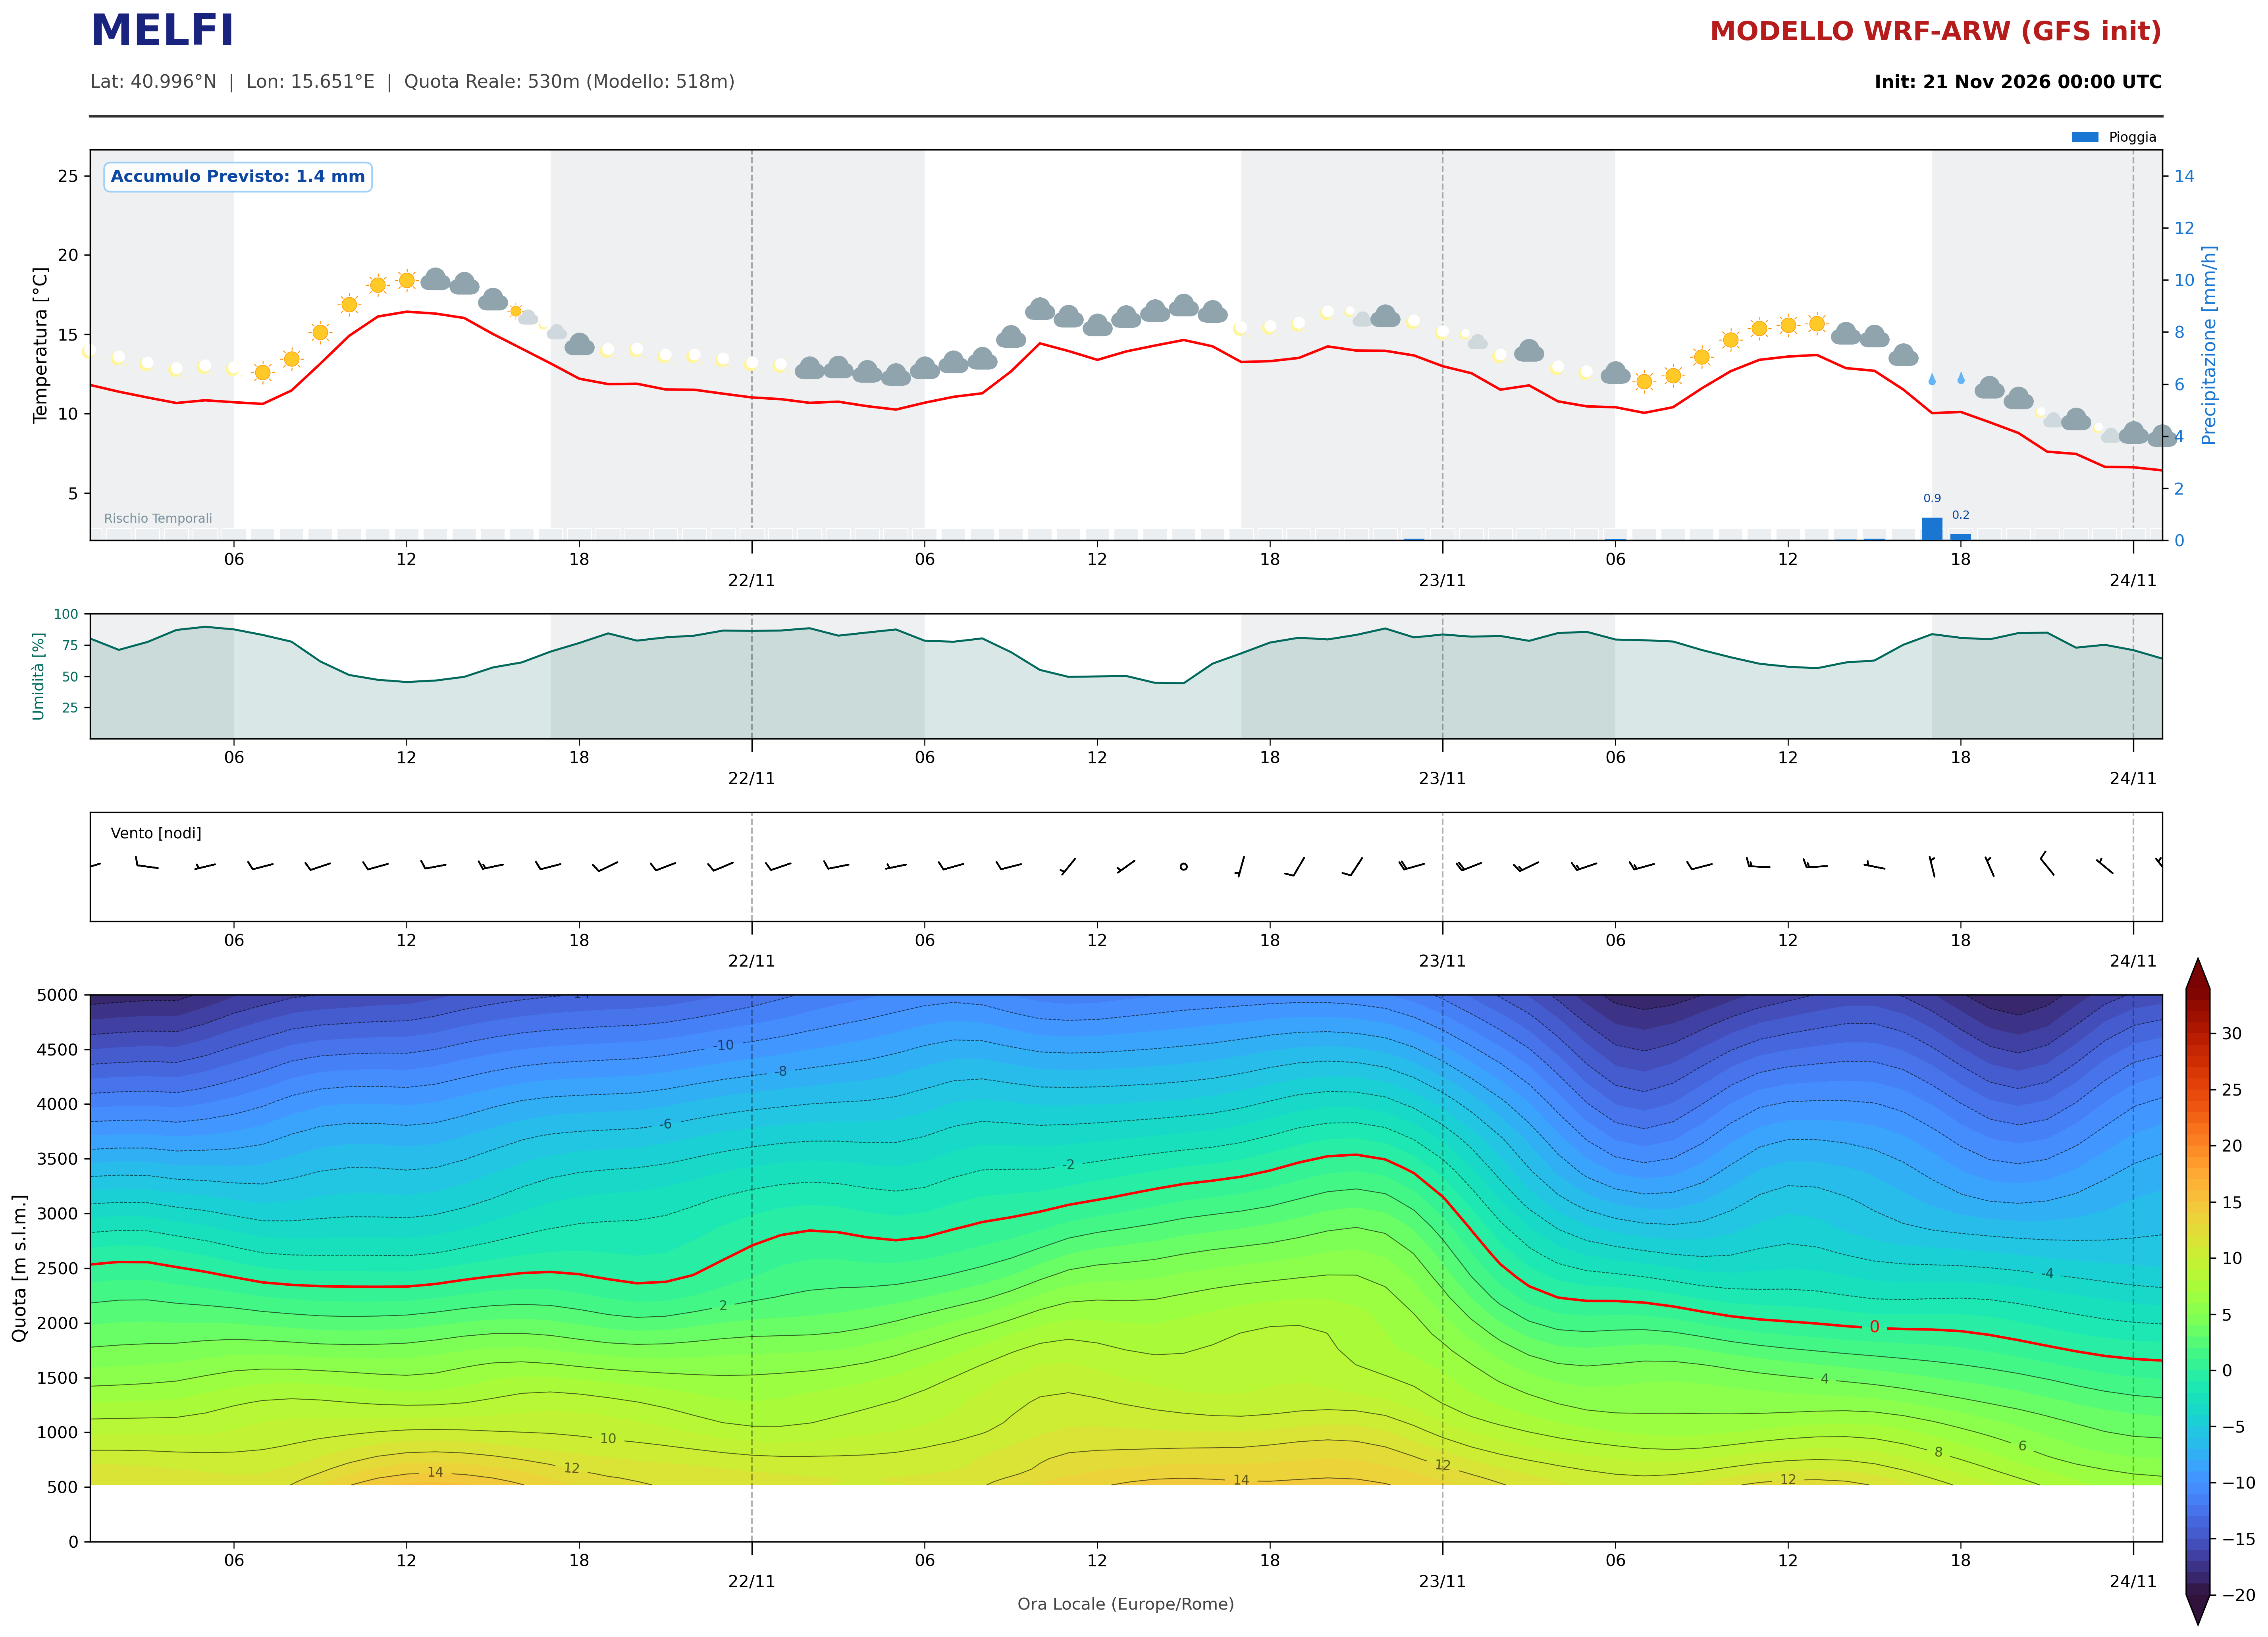 MELFI
MODELLO WRF-ARW (GFS init)
Lat: 40.996°N | Lon: 15.651°E | Quota Reale: 530m (Modello: 518m)
Init: 21 Nov 2026 00:00 UTC
Pioggia
Accumulo Previsto: 1.4 mm
Temperatura [°C]
25
20
15
10
5
Precipitazione [mm/h]
14
12
10
8
6
4
2
0
Rischio Temporali
0.9
0.2
06 12 18 06 12 18 06 12 18
22/11 23/11 24/11
Umidità [%]
100
75
50
25
06 12 18 06 12 18 06 12 18
22/11 23/11 24/11
Vento [nodi]
06 12 18 06 12 18 06 12 18
22/11 23/11 24/11
Quota [m s.l.m.]
5000
4500
4000
3500
3000
2500
2000
1500
1000
500
0
-10
-8
-6
-2
-4
2
0
4
10
8
6
14
12
14
12
12
06 12 18 06 12 18 06 12 18
22/11 23/11 24/11
Ora Locale (Europe/Rome)
30
25
20
15
10
5
0
−5
−10
−15
−20